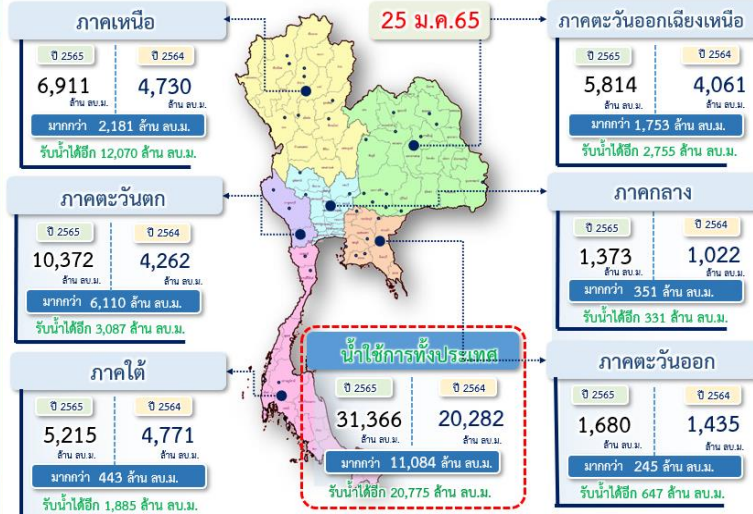 25 ม.ค.65
ภาคเหนือ
ปี 2565 ปี 2564
6,911 4,730
ล้าน ลบ.ม. ล้าน ลบ.ม.
มากกว่า 2,181 ล้าน ลบ.ม.
รับน้ำได้อีก 12,070 ล้าน ลบ.ม.
ภาคตะวันออกเฉียงเหนือ
ปี 2565 ปี 2564
5,814 4,061
ล้าน ลบ.ม. ล้าน ลบ.ม.
มากกว่า 1,753 ล้าน ลบ.ม.
รับน้ำได้อีก 2,755 ล้าน ลบ.ม.
ภาคตะวันตก
ปี 2565 ปี 2564
10,372 4,262
ล้าน ลบ.ม. ล้าน ลบ.ม.
มากกว่า 6,110 ล้าน ลบ.ม.
รับน้ำได้อีก 3,087 ล้าน ลบ.ม.
ภาคกลาง
ปี 2565 ปี 2564
1,373 1,022
ล้าน ลบ.ม. ล้าน ลบ.ม.
มากกว่า 351 ล้าน ลบ.ม.
รับน้ำได้อีก 331 ล้าน ลบ.ม.
ภาคใต้
ปี 2565 ปี 2564
5,215 4,771
ล้าน ลบ.ม. ล้าน ลบ.ม.
มากกว่า 443 ล้าน ลบ.ม.
รับน้ำได้อีก 1,885 ล้าน ลบ.ม.
น้ำใช้การทั้งประเทศ
ปี 2565 ปี 2564
31,366 20,282
ล้าน ลบ.ม. ล้าน ลบ.ม.
มากกว่า 11,084 ล้าน ลบ.ม.
รับน้ำได้อีก 20,775 ล้าน ลบ.ม.
ภาคตะวันออก
ปี 2565 ปี 2564
1,680 1,435
ล้าน ลบ.ม. ล้าน ลบ.ม.
มากกว่า 245 ล้าน ลบ.ม.
รับน้ำได้อีก 647 ล้าน ลบ.ม.